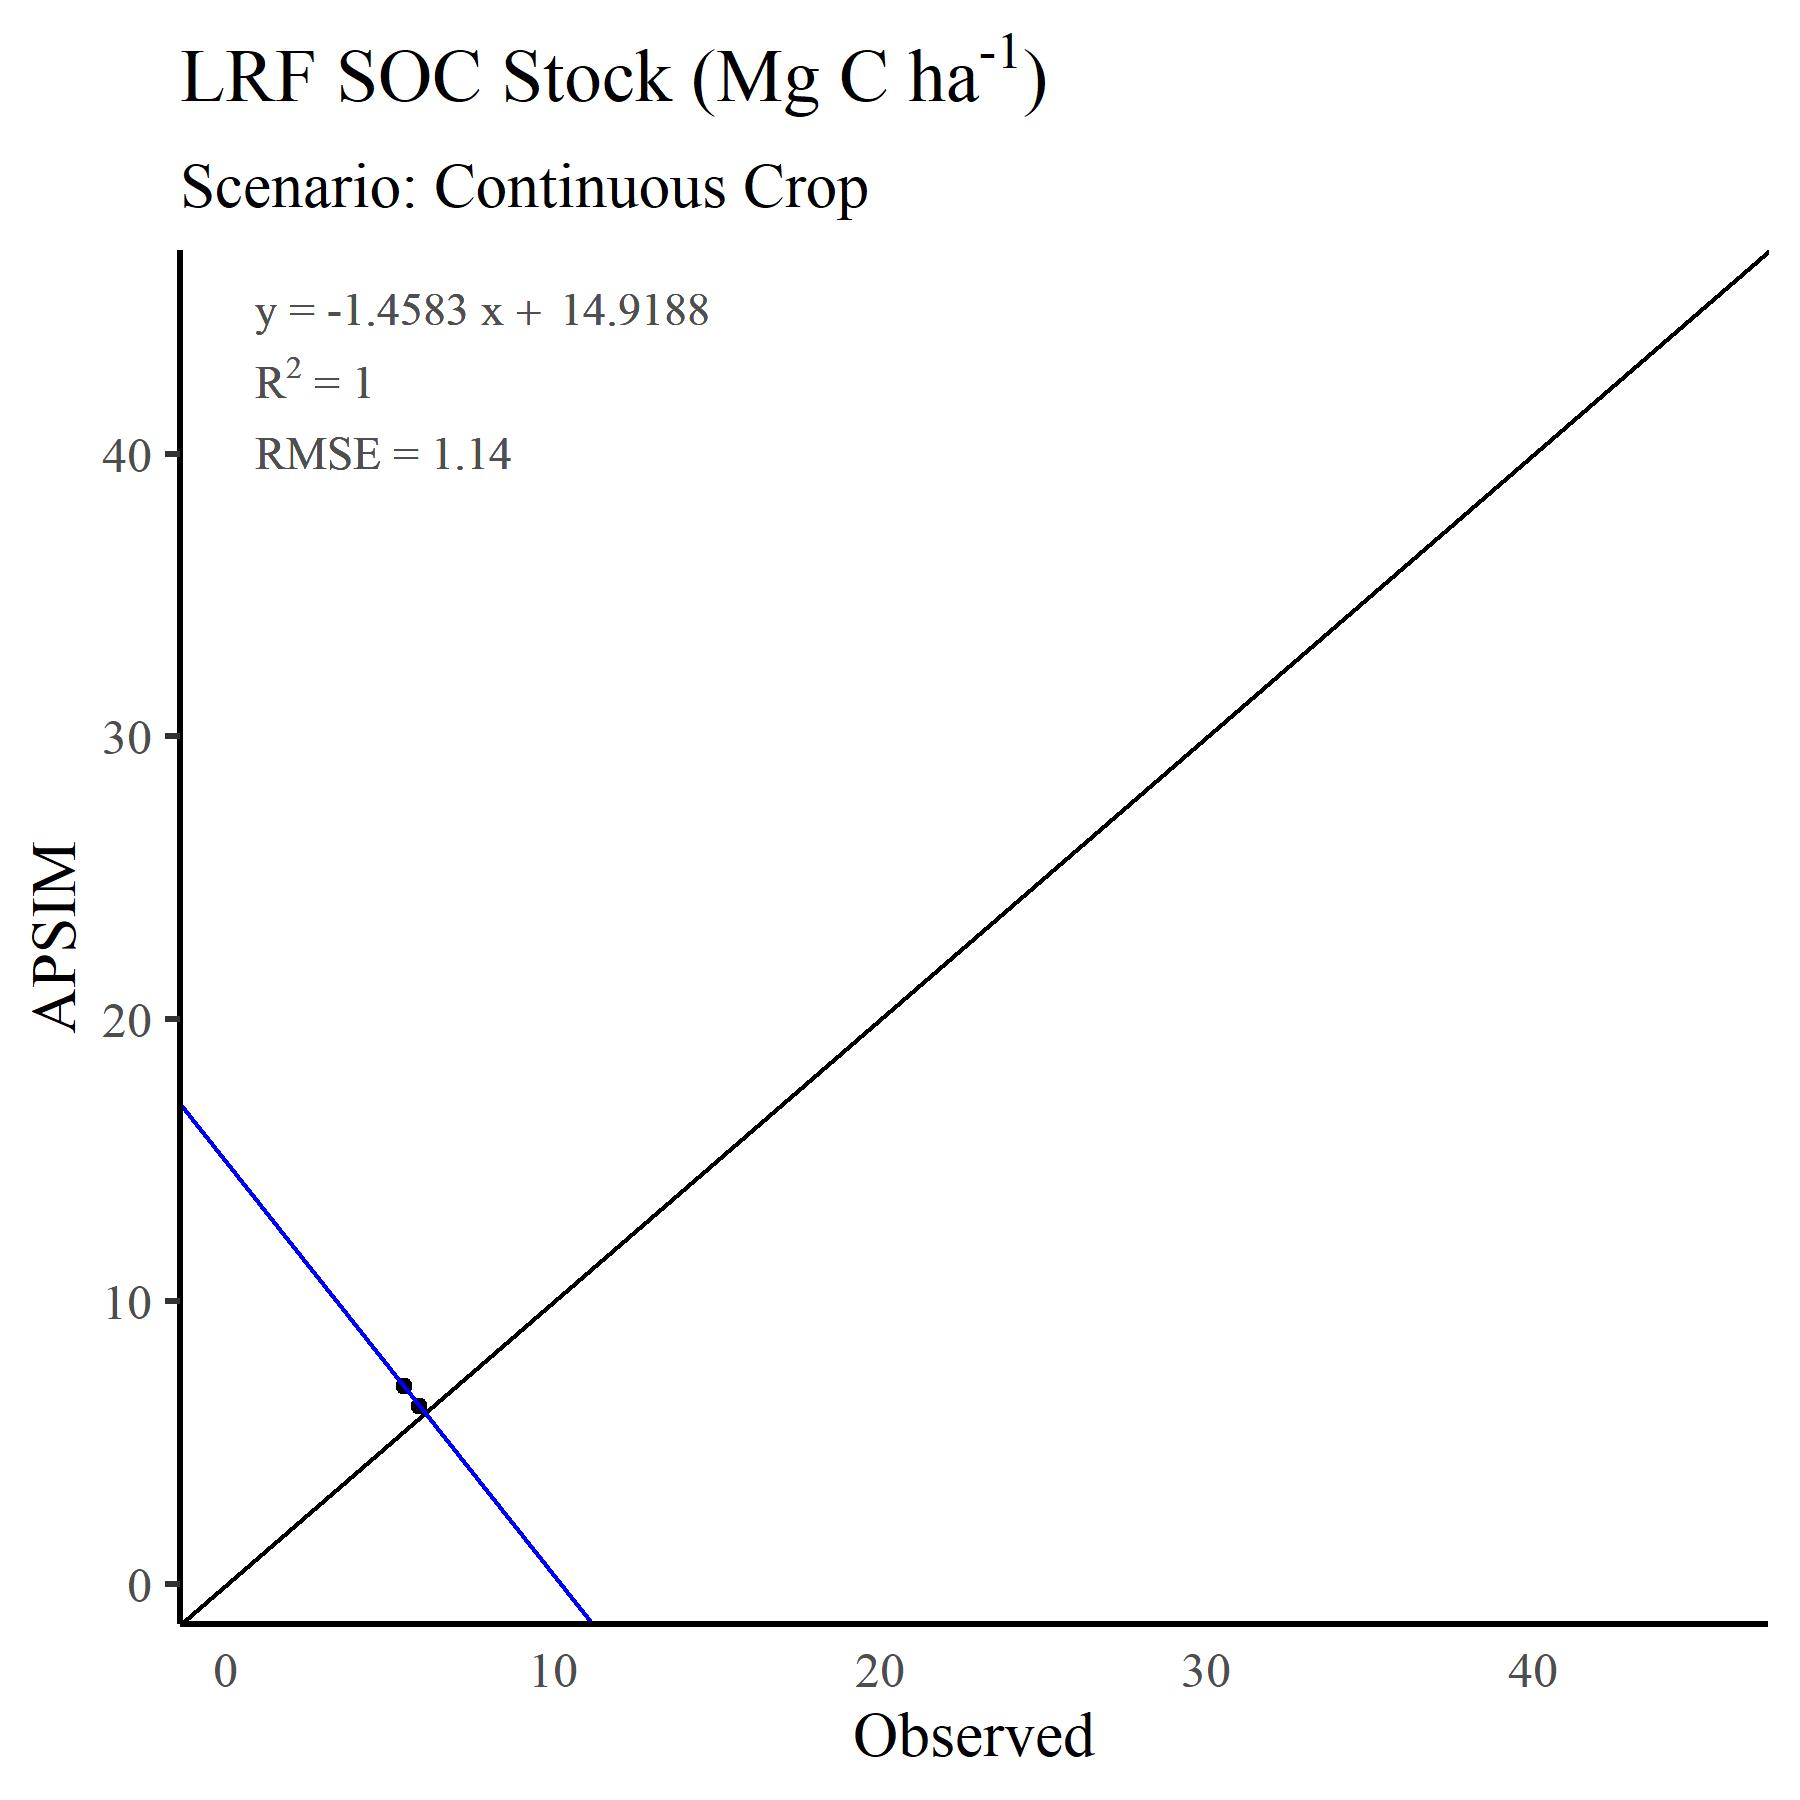 LRF SOC Stock (Mg C ha⁻¹)
Scenario: Continuous Crop
y = -1.4583 x + 14.9188
R² = 1
RMSE = 1.14
40
30
20
10
0
APSIM
0 10 20 30 40
Observed